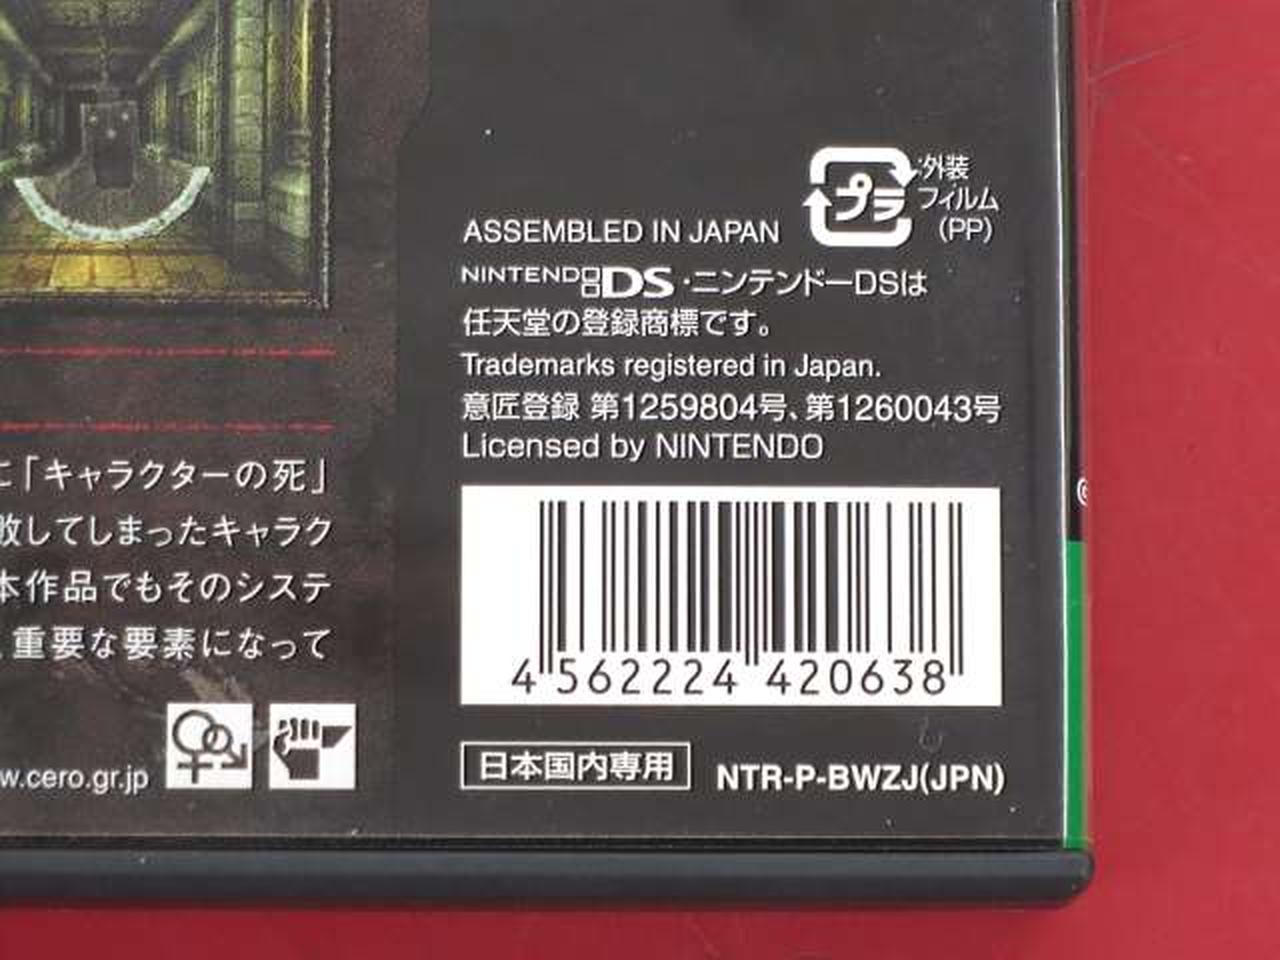 プラ
外装
フィルム
(PP)
ASSEMBLED IN JAPAN
NINTENDO DS・ニンテンドーDSは
任天堂の登録商標です。
Trademarks registered in Japan.
意匠登録 第1259804号、第1260043号
Licensed by NINTENDO
に「キャラクターの死」
敗してしまったキャラク
本作品でもそのシステ
、重要な要素になって
w.cero.gr.jp
4 562224 420638
日本国内専用
NTR-P-BWZJ(JPN)